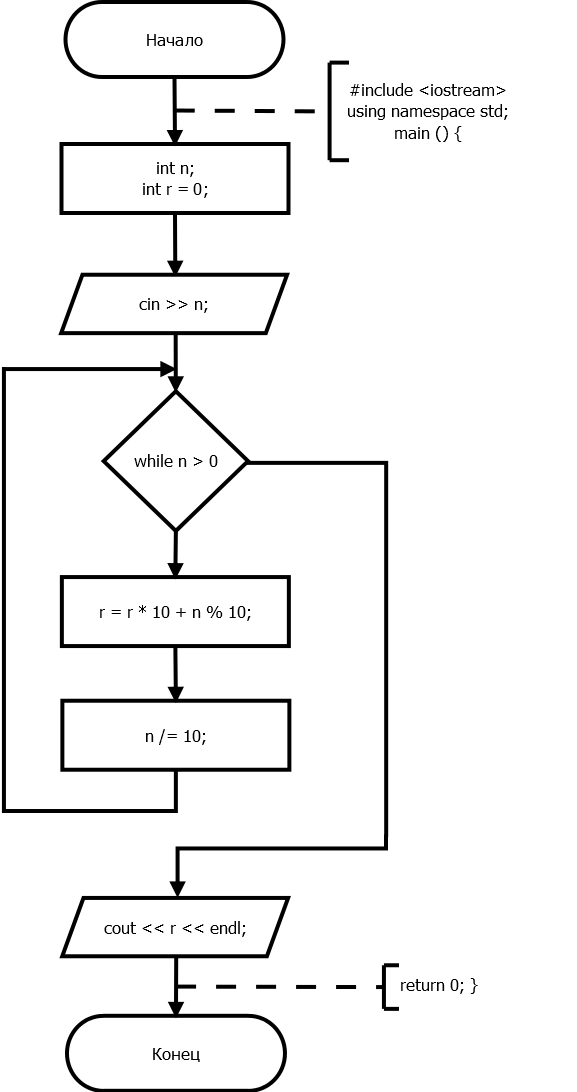 Начало
#include <iostream>
using namespace std;
main () {
int n;
int r = 0;
cin >> n;
while n > 0
r = r * 10 + n % 10;
n /= 10;
cout << r << endl;
return 0; }
Конец